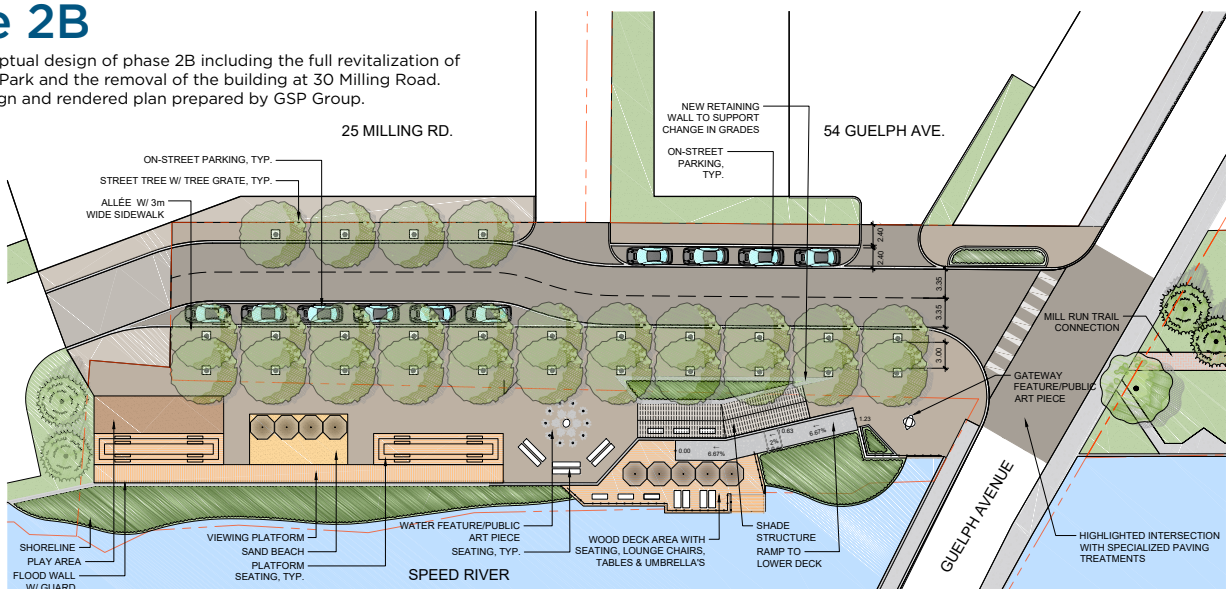 e 2B
ptual design of phase 2B including the full revitalization of
Park and the removal of the building at 30 Milling Road.
gn and rendered plan prepared by GSP Group.
25 MILLING RD.
54 GUELPH AVE.
NEW RETAINING
WALL TO SUPPORT
CHANGE IN GRADES
ON-STREET
PARKING,
TYP.
ON-STREET PARKING, TYP.
STREET TREE W/ TREE GRATE, TYP.
ALLÉE W/ 3m
WIDE SIDEWALK
2.40
2.40
3.35
3.35
3.00
MILL RUN TRAIL
CONNECTION
GATEWAY
FEATURE/PUBLIC
ART PIECE
1.23
0.63
6.67%
2%
0.00
6.67%
SHORELINE
PLAY AREA
FLOOD WALL
W/ GUARD
VIEWING PLATFORM
SAND BEACH
PLATFORM
SEATING, TYP.
WATER FEATURE/PUBLIC
ART PIECE
SEATING, TYP.
WOOD DECK AREA WITH
SEATING, LOUNGE CHAIRS,
TABLES & UMBRELLA'S
SHADE
STRUCTURE
RAMP TO
LOWER DECK
SPEED RIVER
GUELPH AVENUE
HIGHLIGHTED INTERSECTION
WITH SPECIALIZED PAVING
TREATMENTS